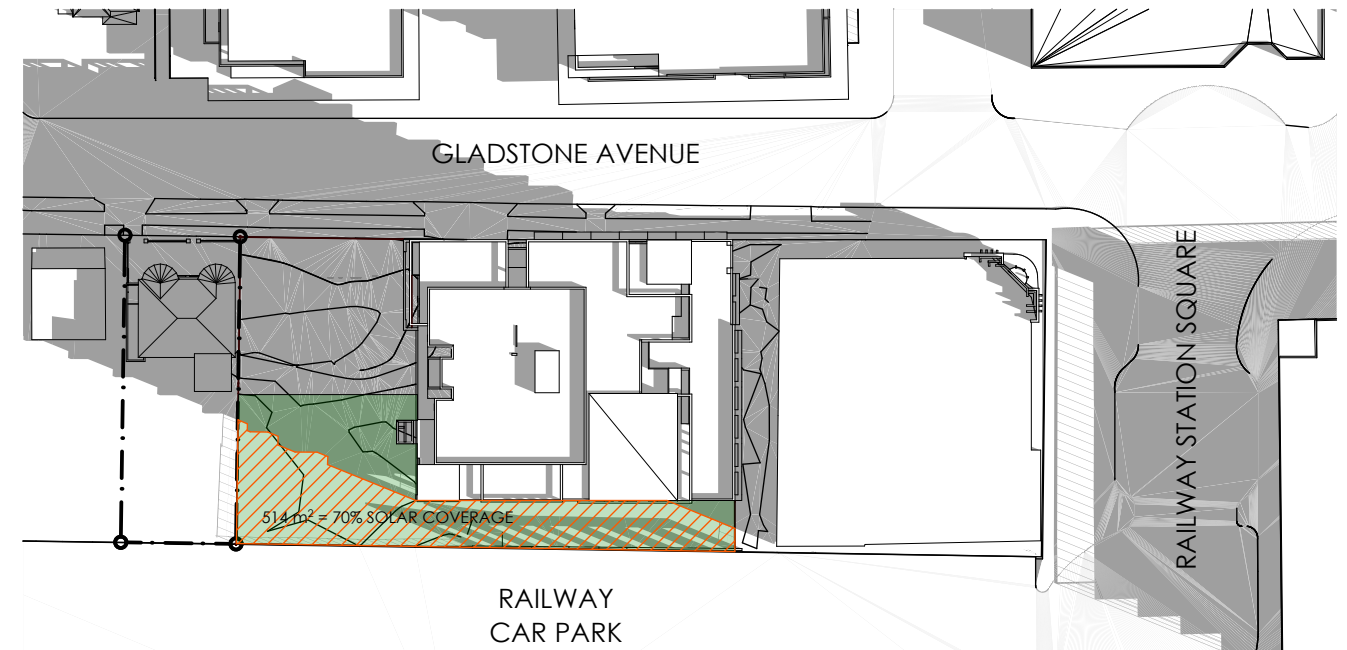 GLADSTONE AVENUE
RAILWAY STATION SQUARE
514 m² = 70% SOLAR COVERAGE
RAILWAY
CAR PARK